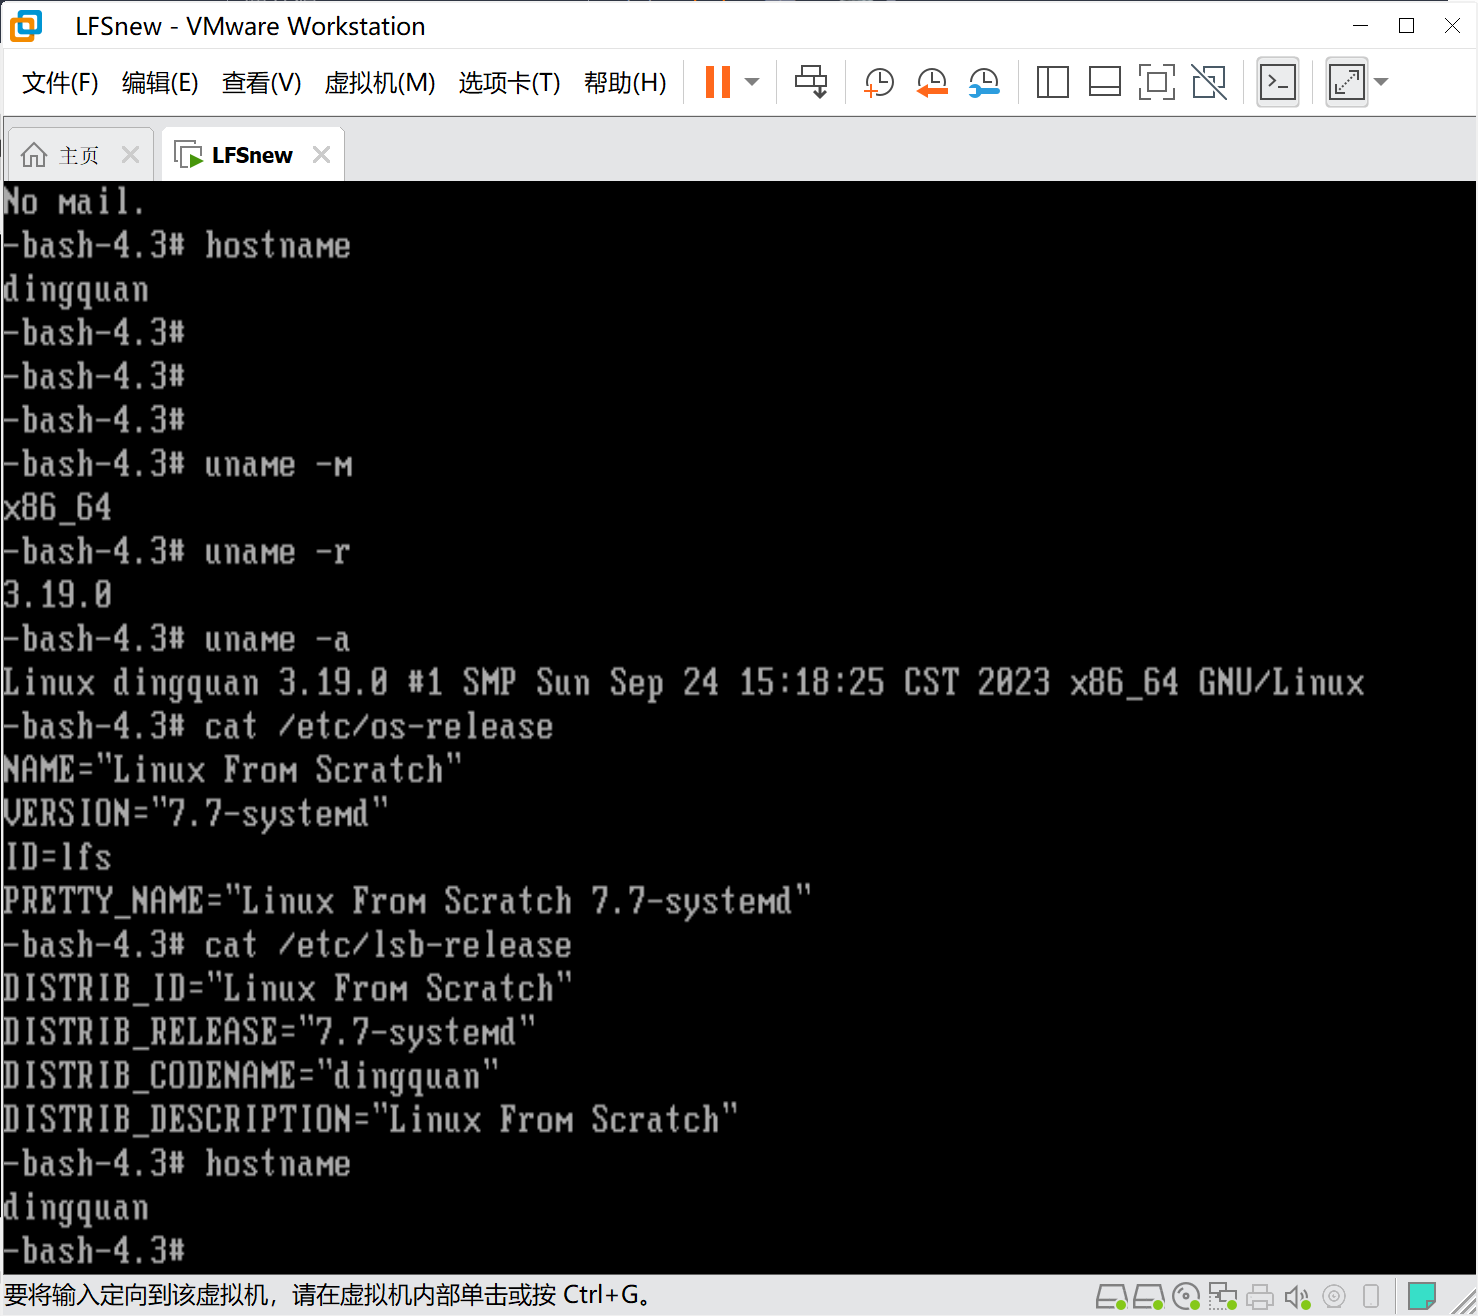 LFSnew - VMware Workstation
文件(F) 编辑(E) 查看(V) 虚拟机(M) 选项卡(T) 帮助(H)
主页 LFSnew
No mail.
-bash-4.3# hostname
dingquan
-bash-4.3#
-bash-4.3#
-bash-4.3#
-bash-4.3# uname -m
x86_64
-bash-4.3# uname -r
3.19.0
-bash-4.3# uname -a
Linux dingquan 3.19.0 #1 SMP Sun Sep 24 15:18:25 CST 2023 x86_64 GNU/Linux
-bash-4.3# cat /etc/os-release
NAME="Linux From Scratch"
VERSION="7.7-systemd"
ID=lfs
PRETTY_NAME="Linux From Scratch 7.7-systemd"
-bash-4.3# cat /etc/lsb-release
DISTRIB_ID="Linux From Scratch"
DISTRIB_RELEASE="7.7-systemd"
DISTRIB_CODENAME="dingquan"
DISTRIB_DESCRIPTION="Linux From Scratch"
-bash-4.3# hostname
dingquan
-bash-4.3#
要将输入定向到该虚拟机，请在虚拟机内部单击或按 Ctrl+G。